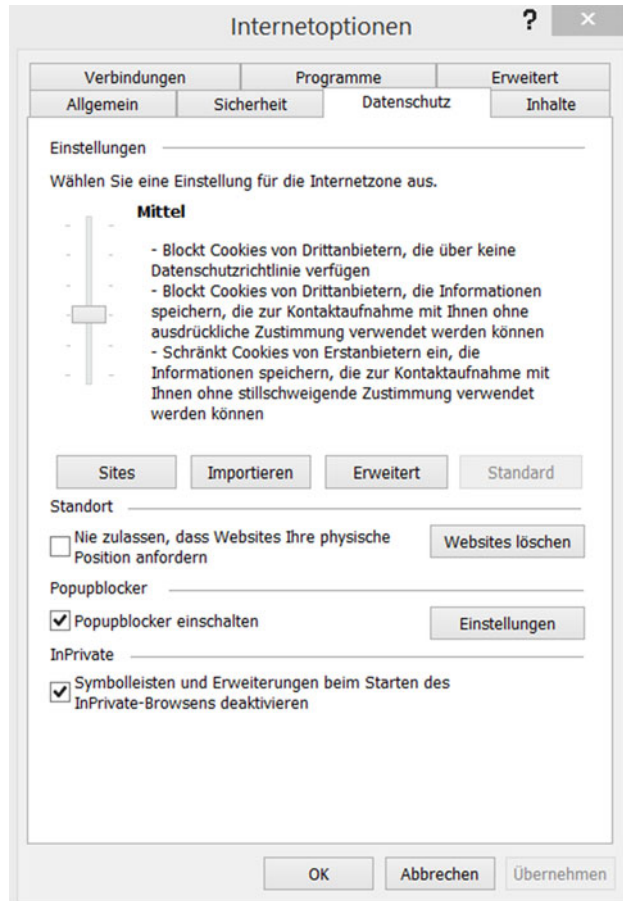 Internetoptionen ?
Verbindungen Programme Erweitert
Allgemein Sicherheit Datenschutz Inhalte
Einstellungen
Wählen Sie eine Einstellung für die Internetzone aus.
Mittel
- Blockt Cookies von Drittanbietern, die über keine
Datenschutzrichtlinie verfügen
- Blockt Cookies von Drittanbietern, die Informationen
speichern, die zur Kontaktaufnahme mit Ihnen ohne
ausdrückliche Zustimmung verwendet werden können
- Schränkt Cookies von Erstanbietern ein, die
Informationen speichern, die zur Kontaktaufnahme mit
Ihnen ohne stillschweigende Zustimmung verwendet
werden können
Sites Importieren Erweitert Standard
Standort
Nie zulassen, dass Websites Ihre physische
Position anfordern
Websites löschen
Popupblocker
Popupblocker einschalten Einstellungen
InPrivate
Symbolleisten und Erweiterungen beim Starten des
InPrivate-Browsens deaktivieren
OK Abbrechen Übernehmen